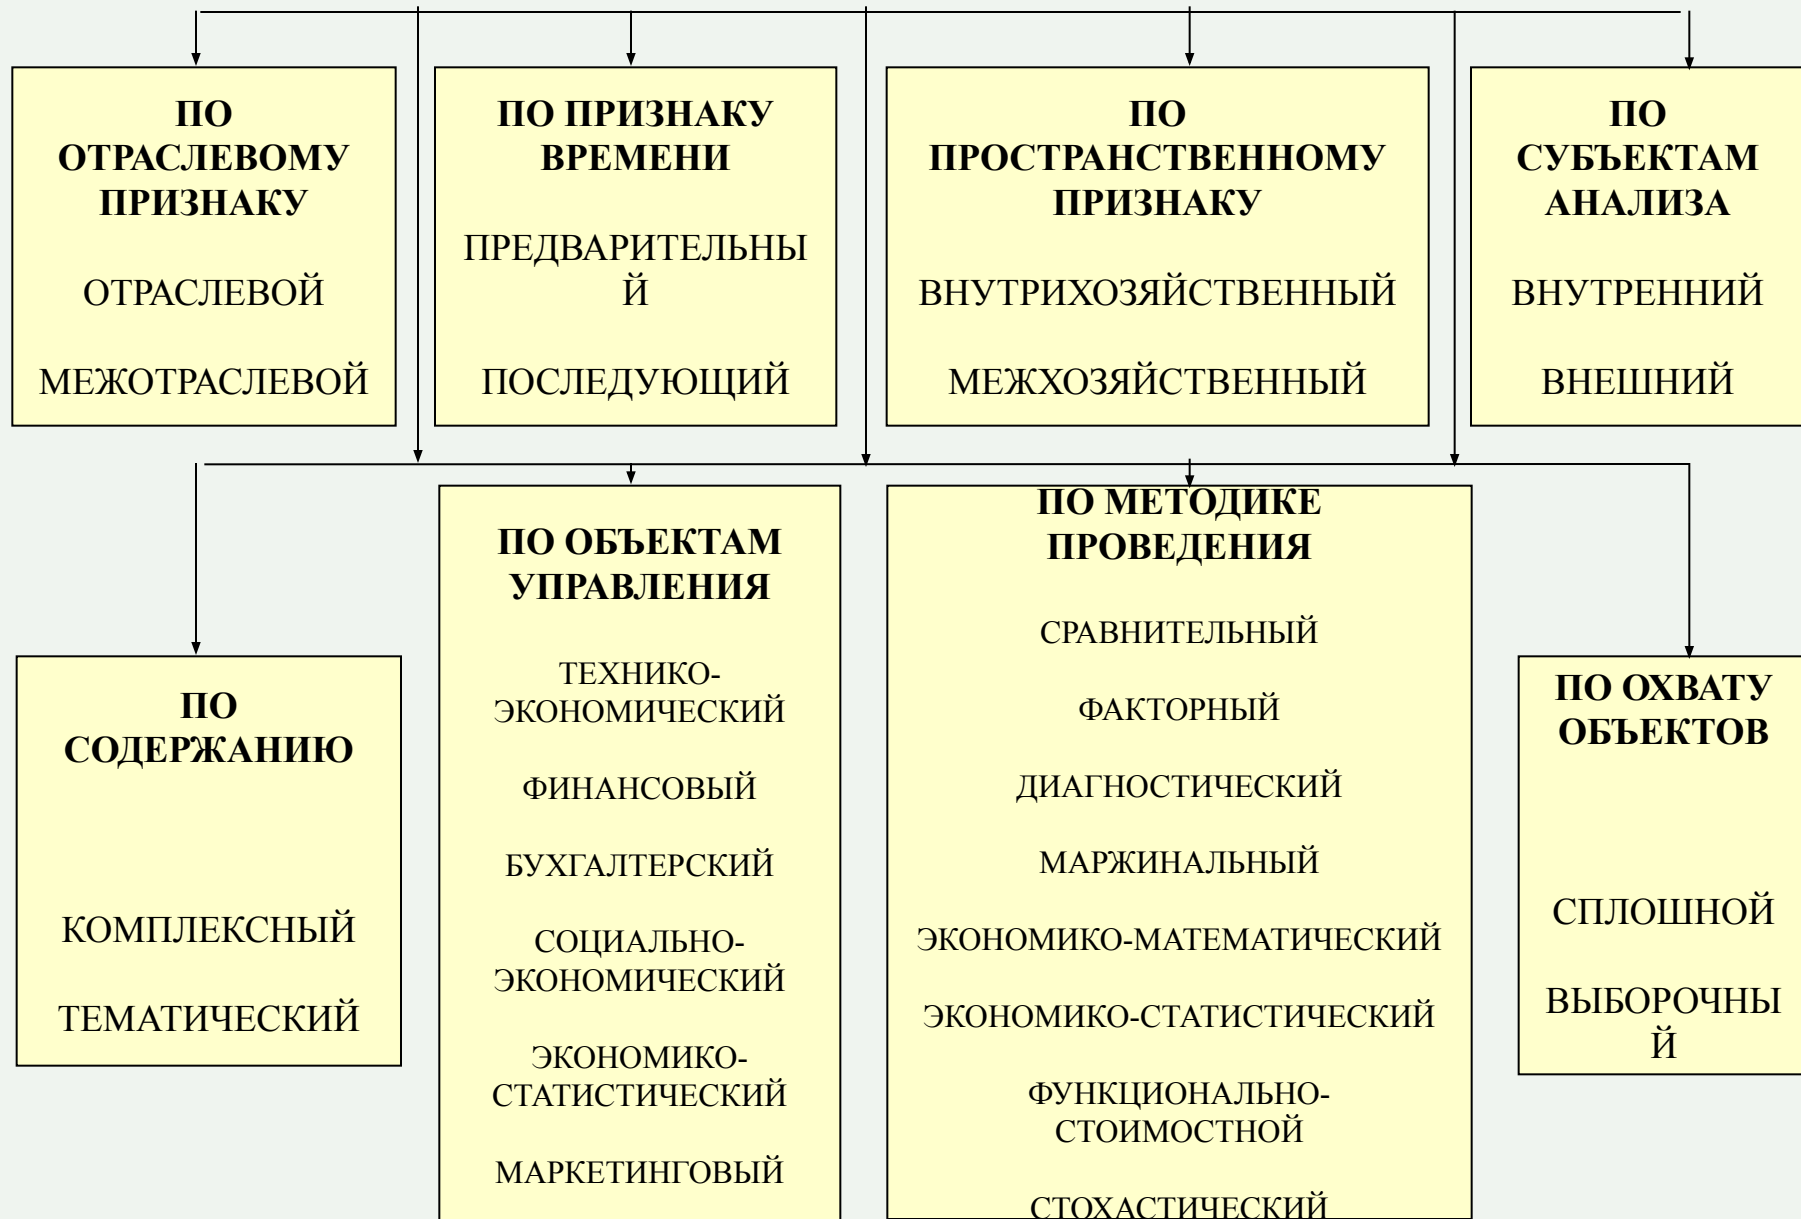 ПО
ОТРАСЛЕВОМУ
ПРИЗНАКУ
ОТРАСЛЕВОЙ
МЕЖОТРАСЛЕВОЙ
ПО ПРИЗНАКУ
ВРЕМЕНИ
ПРЕДВАРИТЕЛЬНЫ
Й
ПОСЛЕДУЮЩИЙ
ПО
ПРОСТРАНСТВЕННОМУ
ПРИЗНАКУ
ВНУТРИХОЗЯЙСТВЕННЫЙ
МЕЖХОЗЯЙСТВЕННЫЙ
ПО
СУБЪЕКТАМ
АНАЛИЗА
ВНУТРЕННИЙ
ВНЕШНИЙ
ПО
СОДЕРЖАНИЮ
КОМПЛЕКСНЫЙ
ТЕМАТИЧЕСКИЙ
ПО ОБЪЕКТАМ
УПРАВЛЕНИЯ
ТЕХНИКО-
ЭКОНОМИЧЕСКИЙ
ФИНАНСОВЫЙ
БУХГАЛТЕРСКИЙ
СОЦИАЛЬНО-
ЭКОНОМИЧЕСКИЙ
ЭКОНОМИКО-
СТАТИСТИЧЕСКИЙ
МАРКЕТИНГОВЫЙ
ПО МЕТОДИКЕ
ПРОВЕДЕНИЯ
СРАВНИТЕЛЬНЫЙ
ФАКТОРНЫЙ
ДИАГНОСТИЧЕСКИЙ
МАРЖИНАЛЬНЫЙ
ЭКОНОМИКО-МАТЕМАТИЧЕСКИЙ
ЭКОНОМИКО-СТАТИСТИЧЕСКИЙ
ФУНКЦИОНАЛЬНО-
СТОИМОСТНОЙ
СТОХАСТИЧЕСКИЙ
ПО ОХВАТУ
ОБЪЕКТОВ
СПЛОШНОЙ
ВЫБОРОЧНЫ
Й